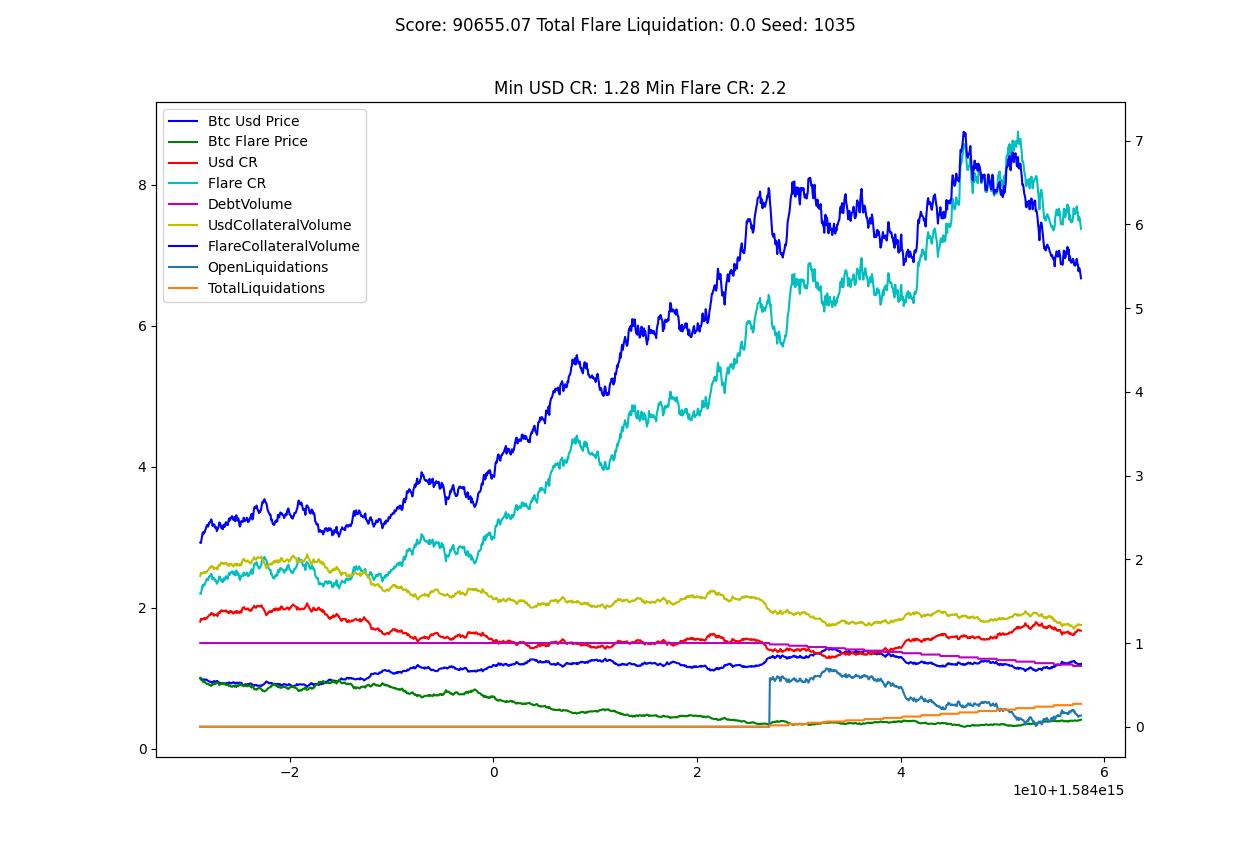 Score: 90655.07 Total Flare Liquidation: 0.0 Seed: 1035
Min USD CR: 1.28 Min Flare CR: 2.2
Btc Usd Price
Btc Flare Price
Usd CR
Flare CR
DebtVolume
UsdCollateralVolume
FlareCollateralVolume
OpenLiquidations
TotalLiquidations
8
6
4
2
0
7
6
5
4
3
2
1
0
−2
0
2
4
6
1e10+1.584e15